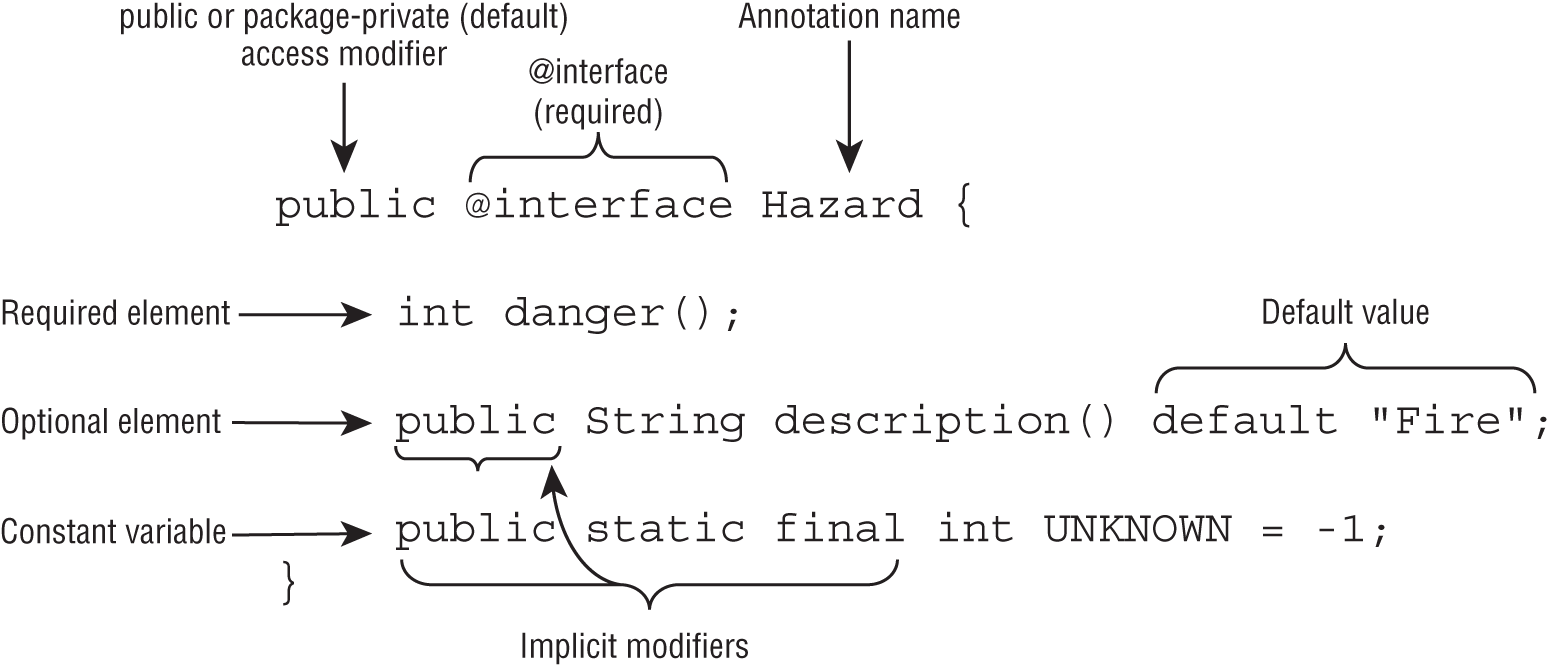 public or package-private (default)
access modifier
Annotation name
@interface
(required)
public @interface Hazard {
Required element
int danger();
Default value
Optional element
public String description() default "Fire";
Constant variable
public static final int UNKNOWN = -1;
}
Implicit modifiers